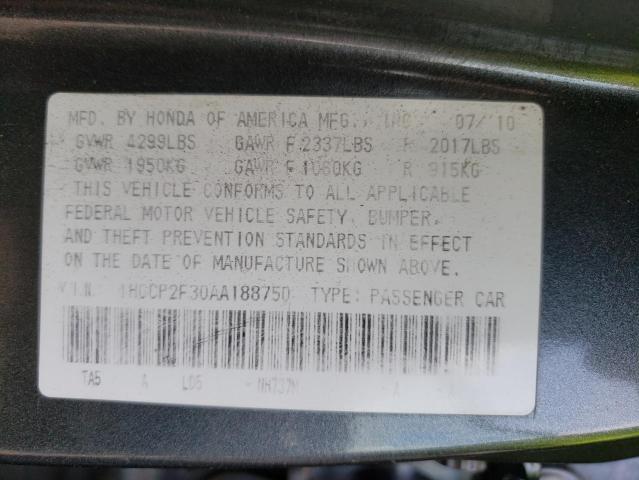 MFD. BY HONDA OF AMERICA MFG., INC 07/10
GVWR 4299LBS GAWR F 2337LBS R 2017LBS
GVWR 1950KG GAWR F 1060KG R 915KG
THIS VEHICLE CONFORMS TO ALL APPLICABLE
FEDERAL MOTOR VEHICLE SAFETY, BUMPER,
AND THEFT PREVENTION STANDARDS IN EFFECT
ON THE DATE OF MANUFACTURE SHOWN ABOVE.
V.I.N. 1HGCP2F30AA188750 TYPE: PASSENGER CAR
TA5 A L05 - NH737M A